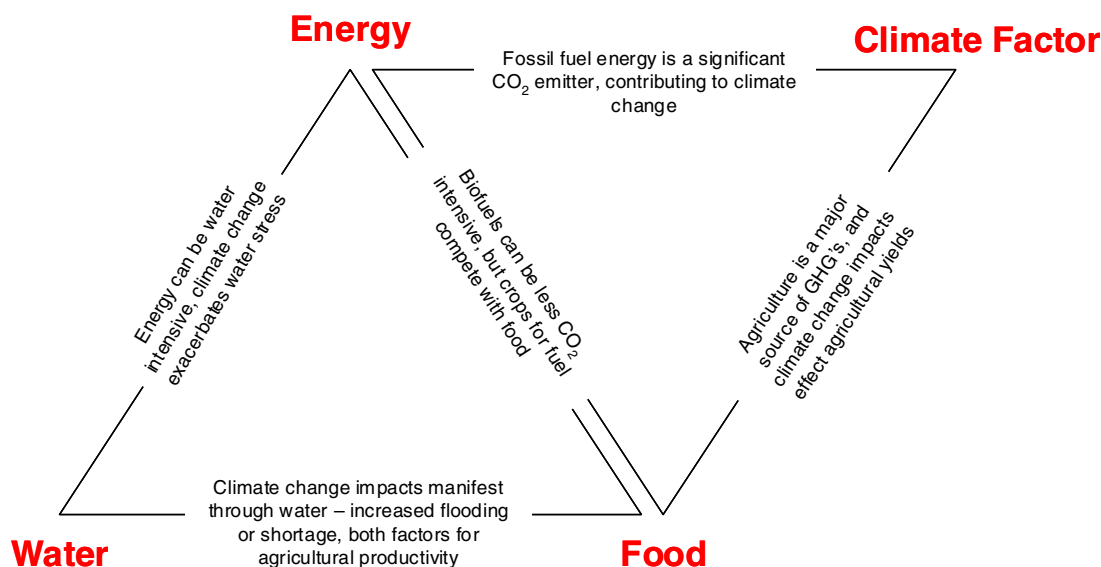 Energy
Climate Factor
Fossil fuel energy is a significant
CO₂ emitter, contributing to climate
change
Energy can be water
intensive, climate change
exacerbates water stress
Biofuels can be less CO₂
intensive, but crops for fuel
compete with food
Agriculture is a major
source of GHG's, and
climate change impacts
effect agricultural yields
Climate change impacts manifest
through water – increased flooding
or shortage, both factors for
agricultural productivity
Water
Food